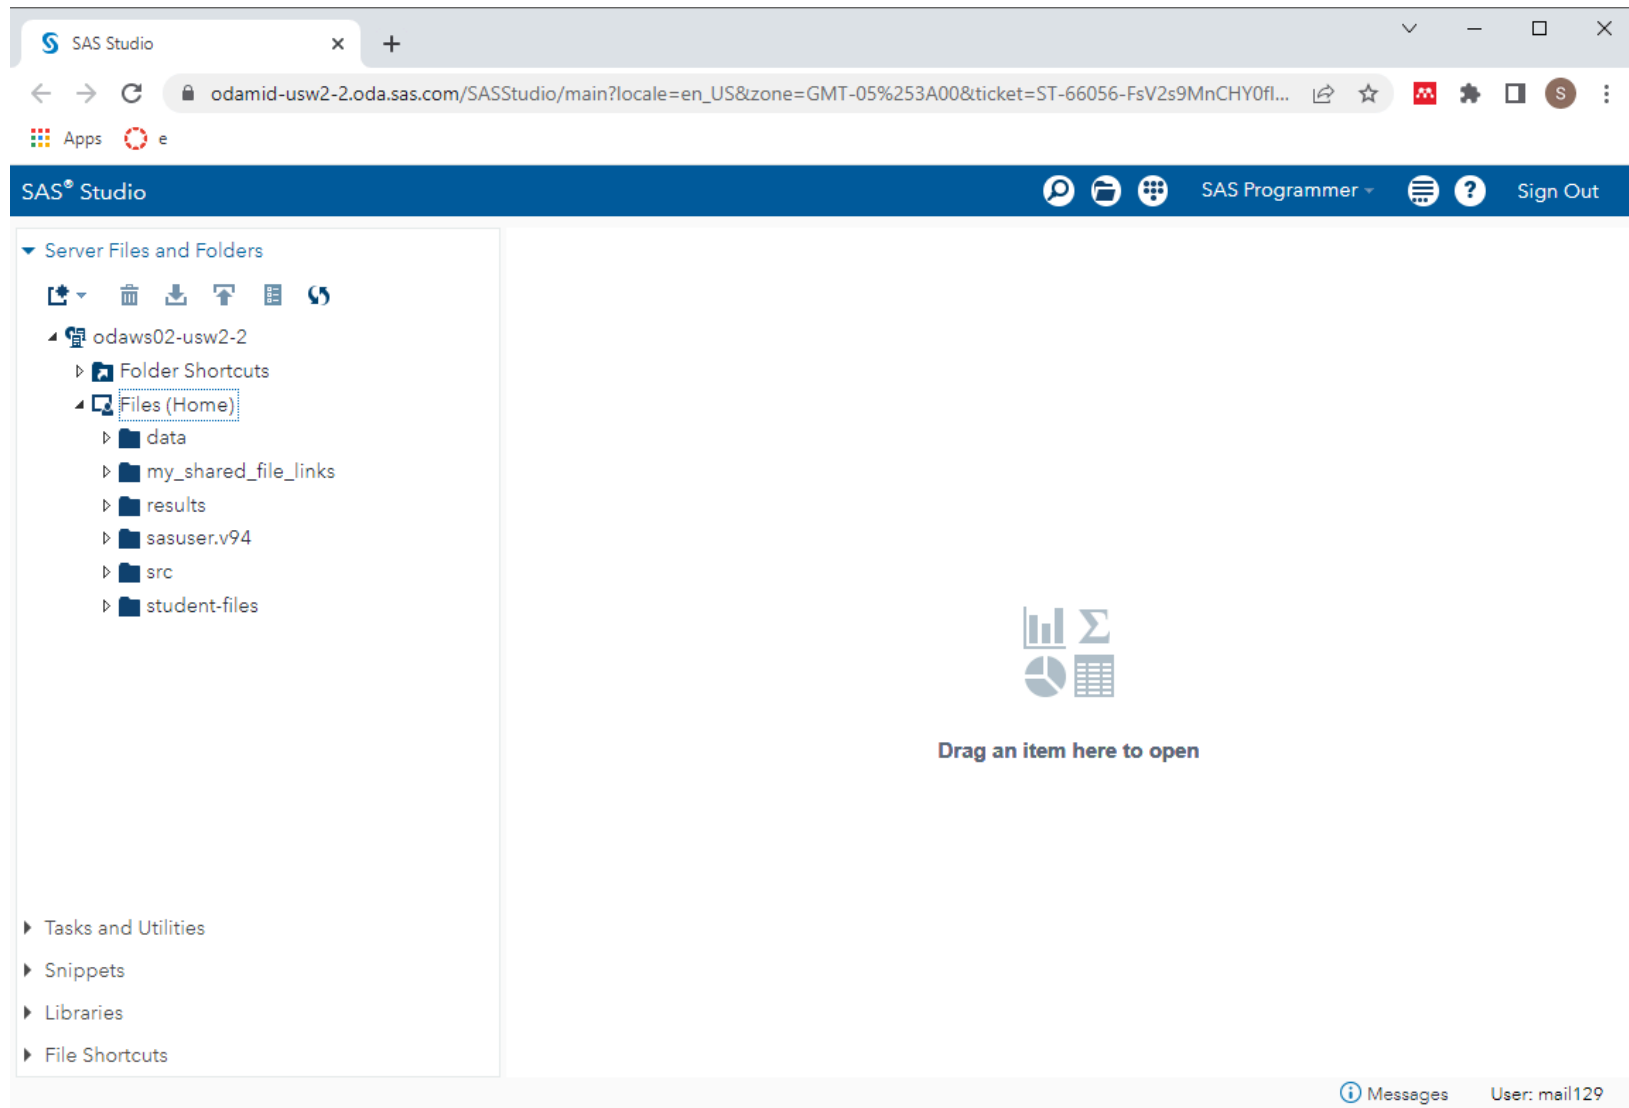 SAS Studio
odamid-usw2-2.oda.sas.com/SASStudio/main?locale=en_US&zone=GMT-05%253A00&ticket=ST-66056-FsV2s9MnCHY0fl...
S
Apps e
SAS® Studio
SAS Programmer
?
Sign Out
Server Files and Folders
odaws02-usw2-2
Folder Shortcuts
Files (Home)
data
my_shared_file_links
results
sasuser.v94
src
student-files
Σ
Drag an item here to open
Tasks and Utilities
Snippets
Libraries
File Shortcuts
Messages
User: mail129